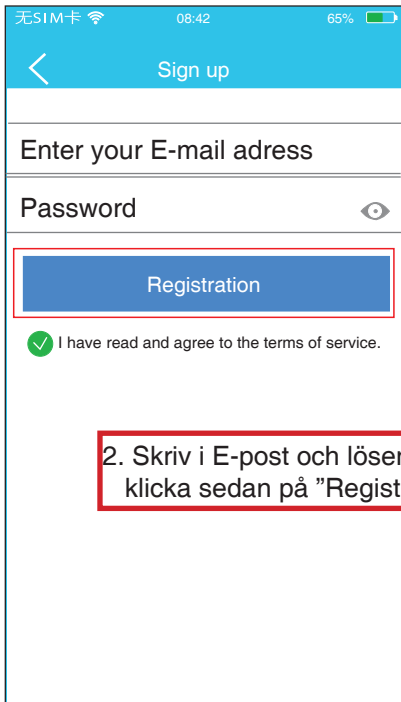 无SIM卡 08:42 65%
Sign up
Enter your E-mail adress
Password
Registration
I have read and agree to the terms of service.
2. Skriv i E-post och löser
klicka sedan på ”Regist